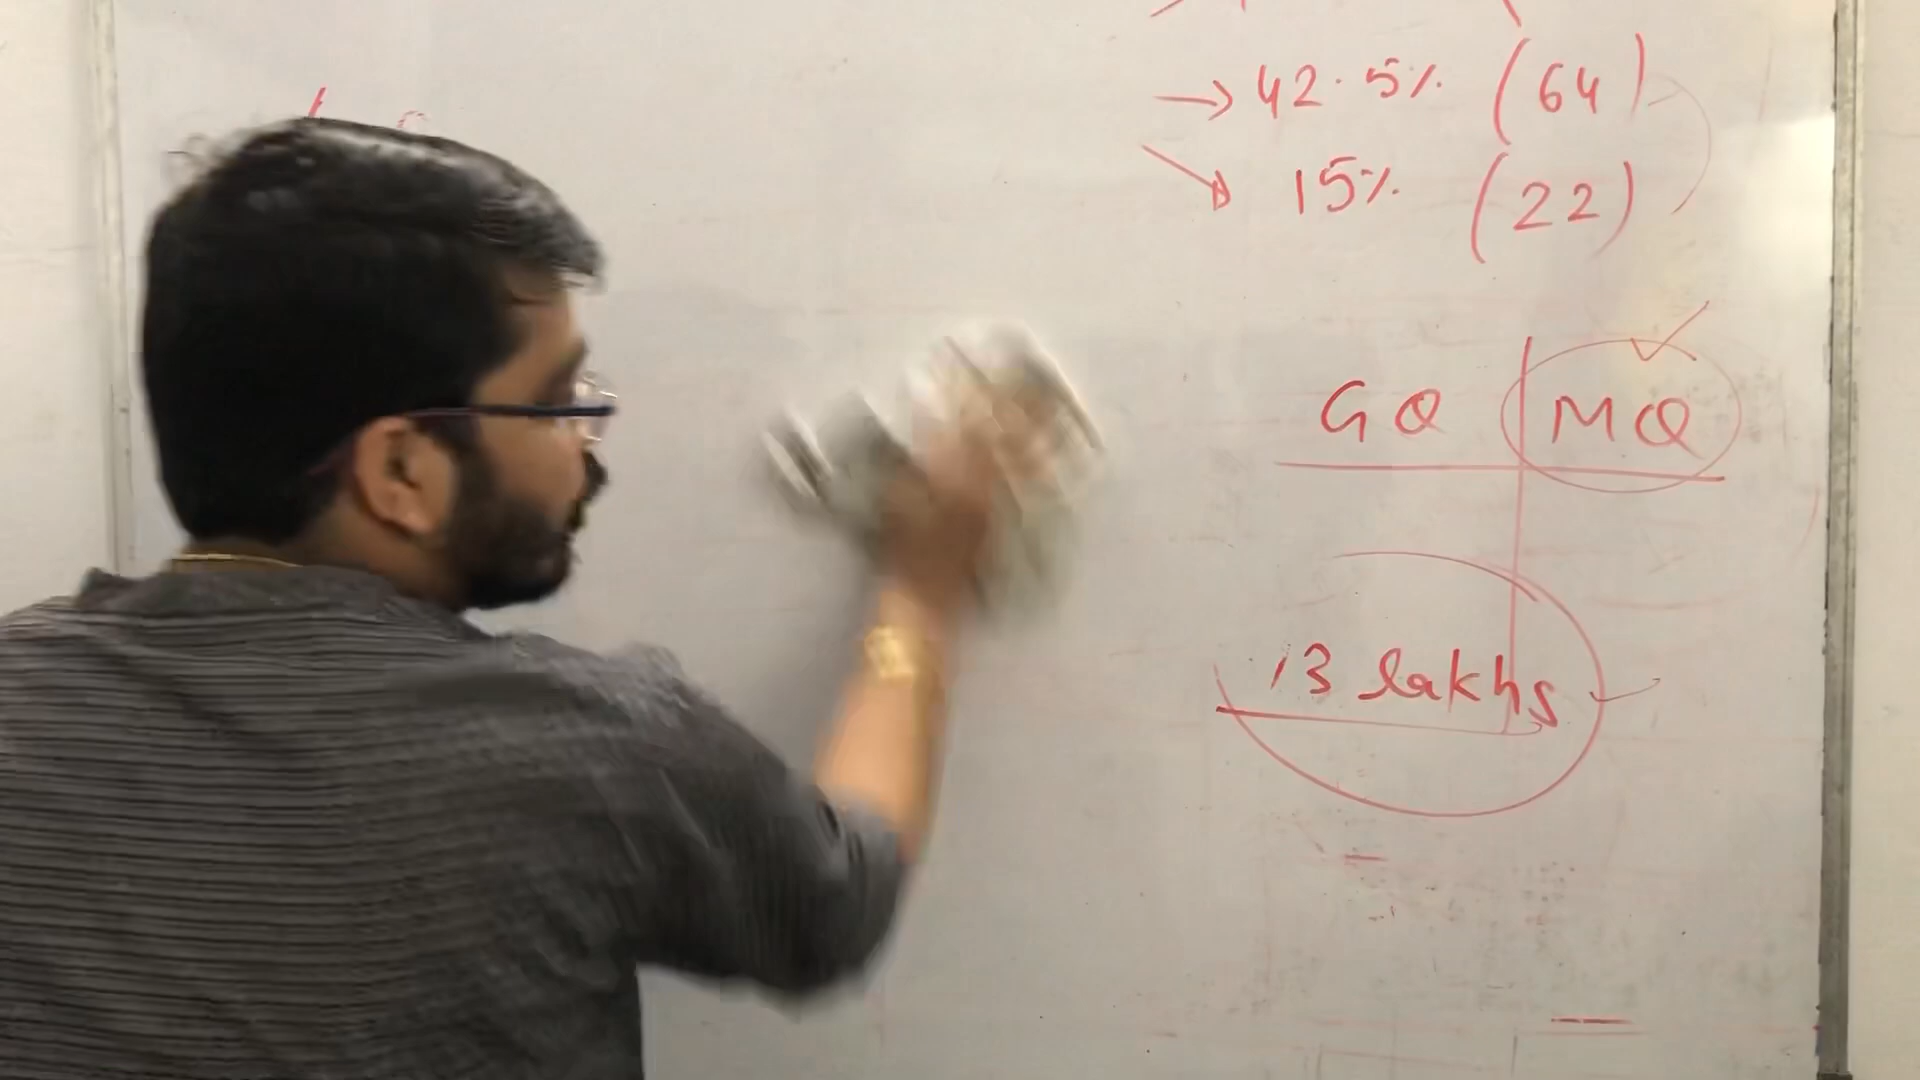 → 42.5% (64)
→ 15% (22)
GQ MQ
13 lakhs